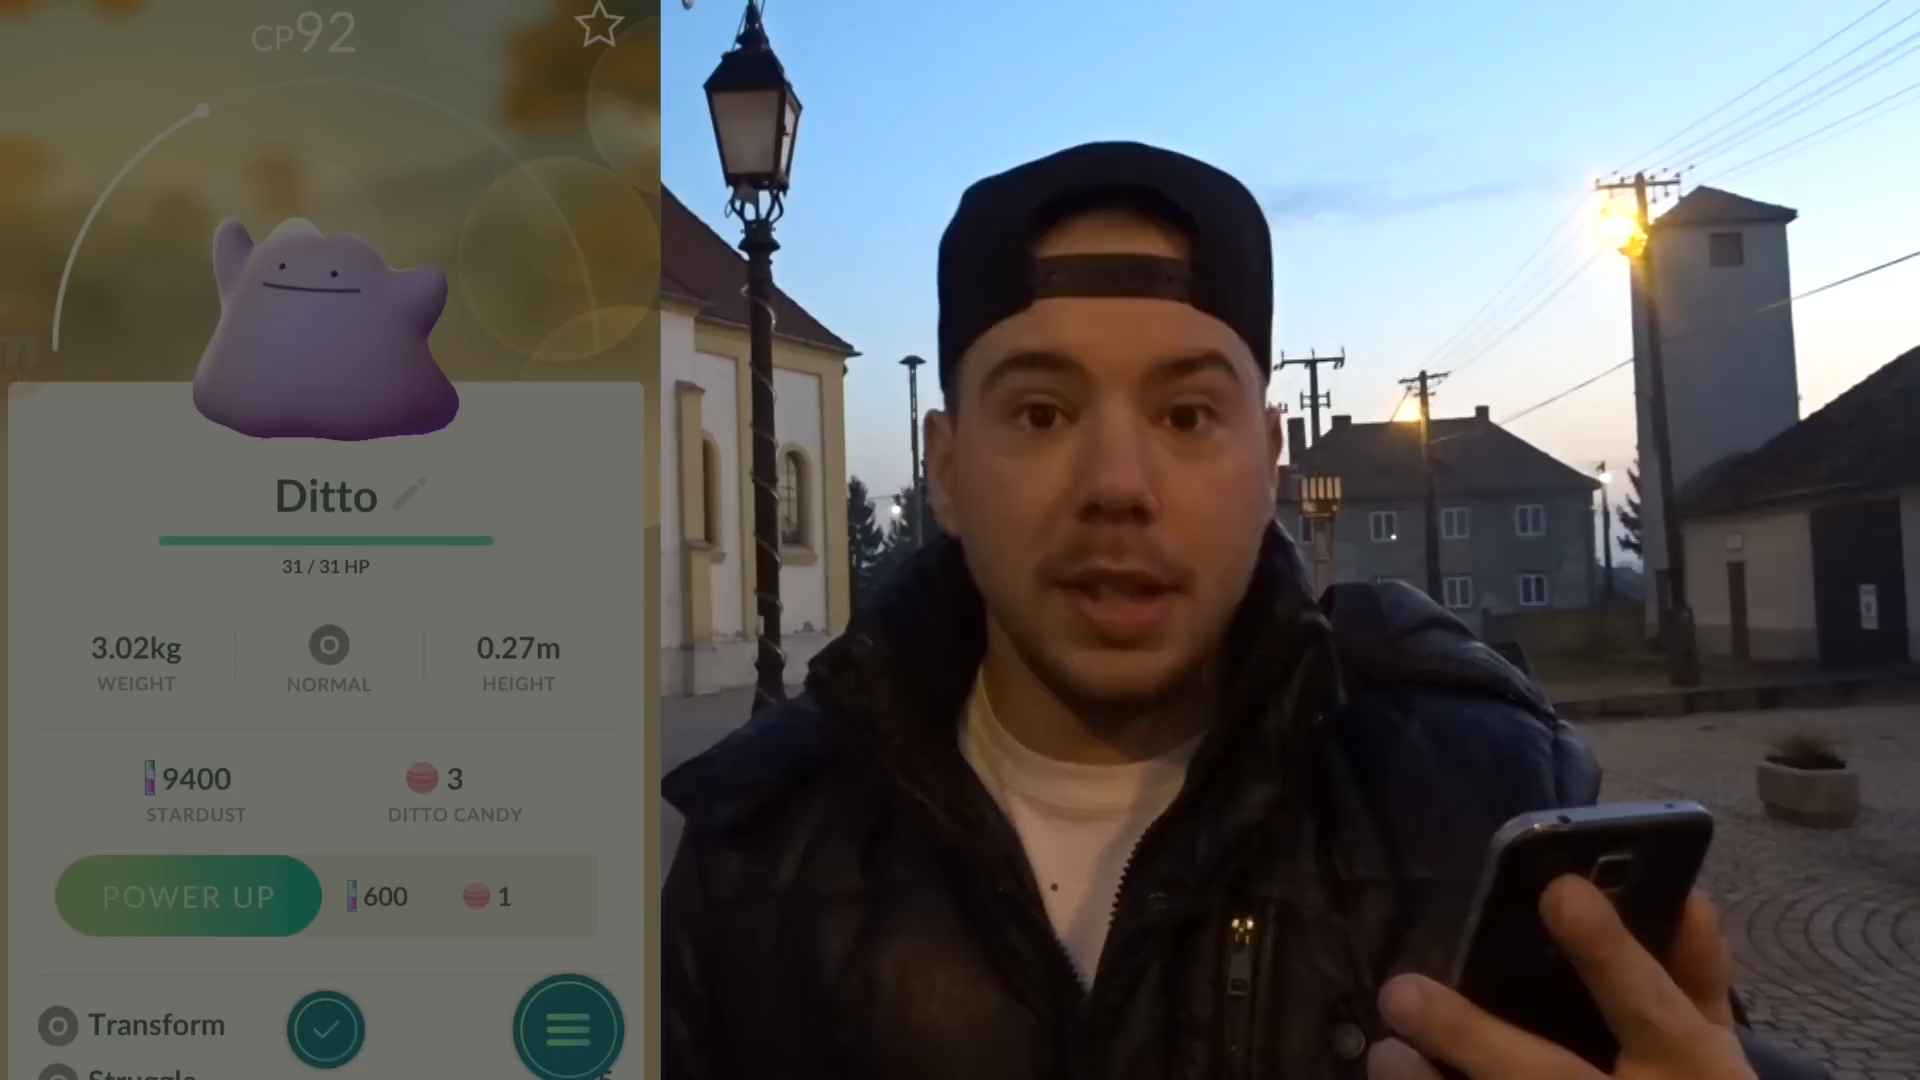 CP92
Ditto
31 / 31 HP
3.02kg
WEIGHT
NORMAL
0.27m
HEIGHT
9400
STARDUST
3
DITTO CANDY
POWER UP
600
1
Transform
Struggle